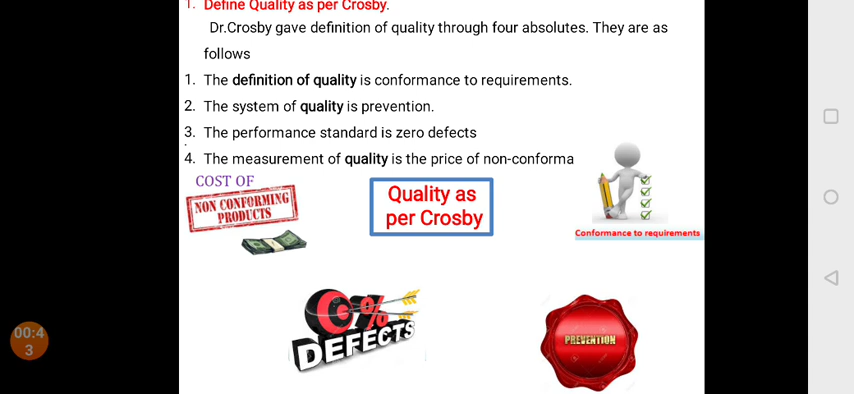 1. Define Quality as per Crosby.
Dr.Crosby gave definition of quality through four absolutes. They are as
follows
1. The definition of quality is conformance to requirements.
2. The system of quality is prevention.
3. The performance standard is zero defects
4. The measurement of quality is the price of non-conforma
COST OF
NON CONFORMING
PRODUCTS
Quality as
per Crosby
Conformance to requirements
0%
DEFECTS
PREVENTION
00:4
3